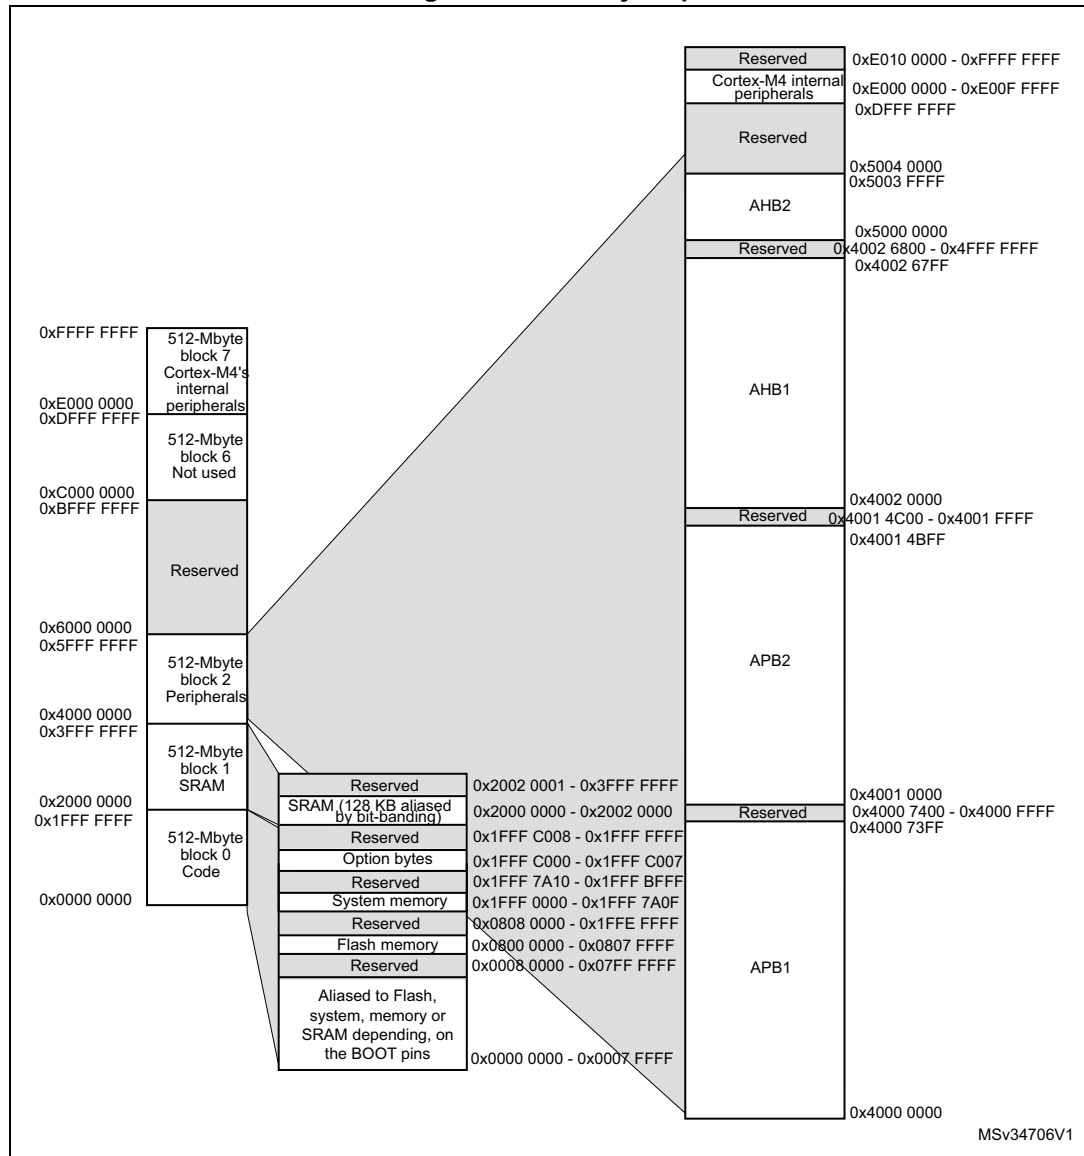 Reserved 0xE010 0000 - 0xFFFF FFFF
Cortex-M4 internal
peripherals 0xE000 0000 - 0xE00F FFFF
0xDFFF FFFF
Reserved
0x5004 0000
0x5003 FFFF
AHB2
0x5000 0000
Reserved 0x4002 6800 - 0x4FFF FFFF
0x4002 67FF
AHB1
0x4002 0000
Reserved 0x4001 4C00 - 0x4001 FFFF
0x4001 4BFF
APB2
0x4001 0000
Reserved 0x4000 7400 - 0x4000 FFFF
0x4000 73FF
APB1
0x4000 0000
0xFFFF FFFF
512-Mbyte
block 7
Cortex-M4's
internal
peripherals
0xE000 0000
0xDFFF FFFF
512-Mbyte
block 6
Not used
0xC000 0000
0xBFFF FFFF
Reserved
0x6000 0000
0x5FFF FFFF
512-Mbyte
block 2
Peripherals
0x4000 0000
0x3FFF FFFF
512-Mbyte
block 1
SRAM
0x2000 0000
0x1FFF FFFF
512-Mbyte
block 0
Code
0x0000 0000
Reserved 0x2002 0001 - 0x3FFF FFFF
SRAM (128 KB aliased
by bit-banding) 0x2000 0000 - 0x2002 0000
Reserved 0x1FFF C008 - 0x1FFF FFFF
Option bytes 0x1FFF C000 - 0x1FFF C007
Reserved 0x1FFF 7A10 - 0x1FFF BFFF
System memory 0x1FFF 0000 - 0x1FFF 7A0F
Reserved 0x0808 0000 - 0x1FFE FFFF
Flash memory 0x0800 0000 - 0x0807 FFFF
Reserved 0x0008 0000 - 0x07FF FFFF
Aliased to Flash,
system, memory or
SRAM depending, on
the BOOT pins 0x0000 0000 - 0x0007 FFFF
MSv34706V1